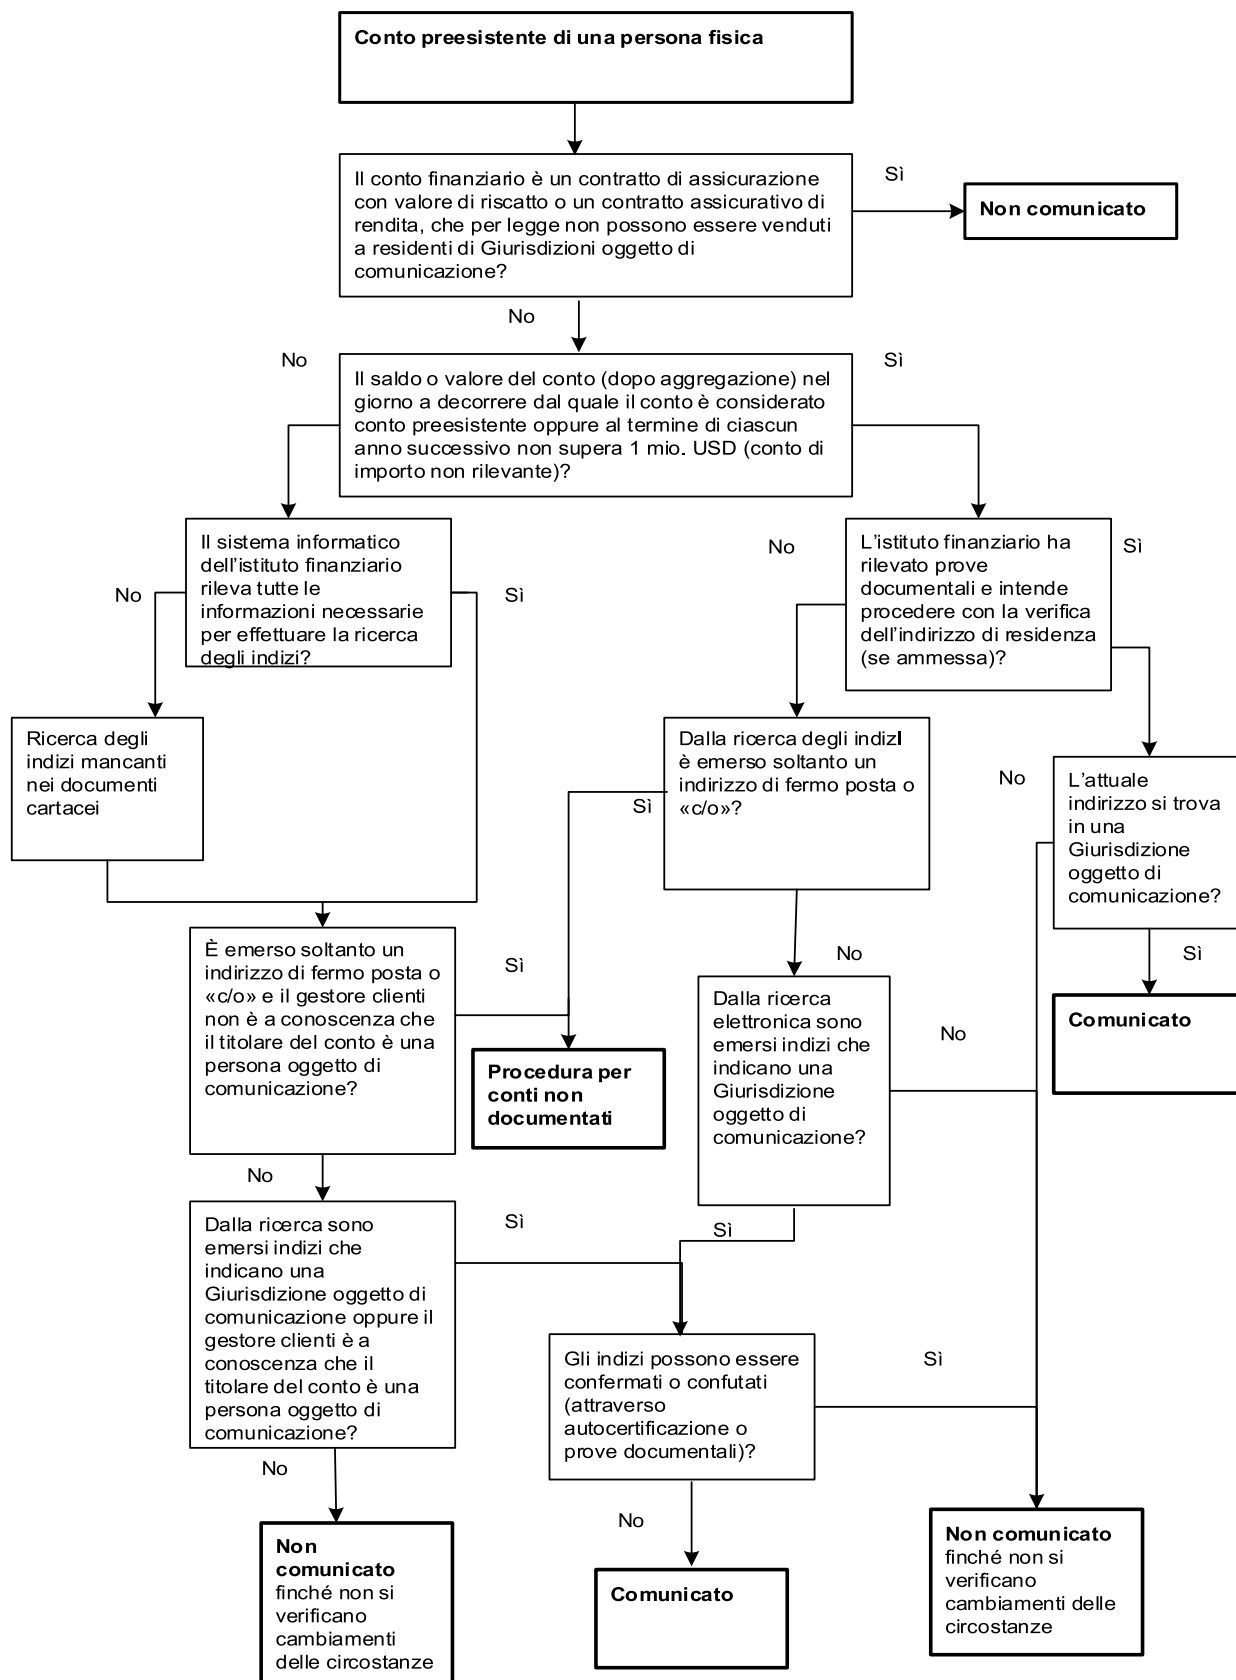 Conto preesistente di una persona fisica
Il conto finanziario è un contratto di assicurazione
con valore di riscatto o un contratto assicurativo di
rendita, che per legge non possono essere venduti
a residenti di Giurisdizioni oggetto di
comunicazione?
Sì
Non comunicato
No
No
Sì
Il saldo o valore del conto (dopo aggregazione) nel
giorno a decorrere dal quale il conto è considerato
conto preesistente oppure al termine di ciascun
anno successivo non supera 1 mio. USD (conto di
importo non rilevante)?
Il sistema informatico
dell'istituto finanziario
rileva tutte le
informazioni necessarie
per effettuare la ricerca
degli indizi?
No
Sì
No
L'istituto finanziario ha
rilevato prove
documentali e intende
procedere con la verifica
dell'indirizzo di residenza
(se ammessa)?
Sì
Ricerca degli
indizi mancanti
nei documenti
cartacei
Dalla ricerca degli indizI
è emerso soltanto un
indirizzo di fermo posta o
«c/o»?
Sì
No
L'attuale
indirizzo si trova
in una
Giurisdizione
oggetto di
comunicazione?
È emerso soltanto un
indirizzo di fermo posta o
«c/o» e il gestore clienti
non è a conoscenza che
il titolare del conto è una
persona oggetto di
comunicazione?
Sì
No
Sì
Procedura per
conti non
documentati
Dalla ricerca
elettronica sono
emersi indizi che
indicano una
Giurisdizione
oggetto di
comunicazione?
No
Comunicato
No
Dalla ricerca sono
emersi indizi che
indicano una
Giurisdizione oggetto di
comunicazione oppure il
gestore clienti è a
conoscenza che il
titolare del conto è una
persona oggetto di
comunicazione?
Sì
Sì
Gli indizi possono essere
confermati o confutati
(attraverso
autocertificazione o
prove documentali)?
Sì
No
No
Non
comunicato
finché non si
verificano
cambiamenti
delle circostanze
Comunicato
Non comunicato
finché non si
verificano
cambiamenti delle
circostanze